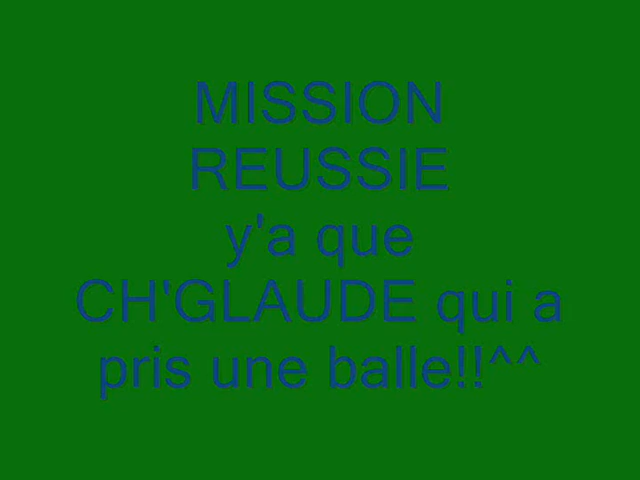 MISSION
REUSSIE
y'a que
CH'GLAUDE qui a
pris une balle!!^^